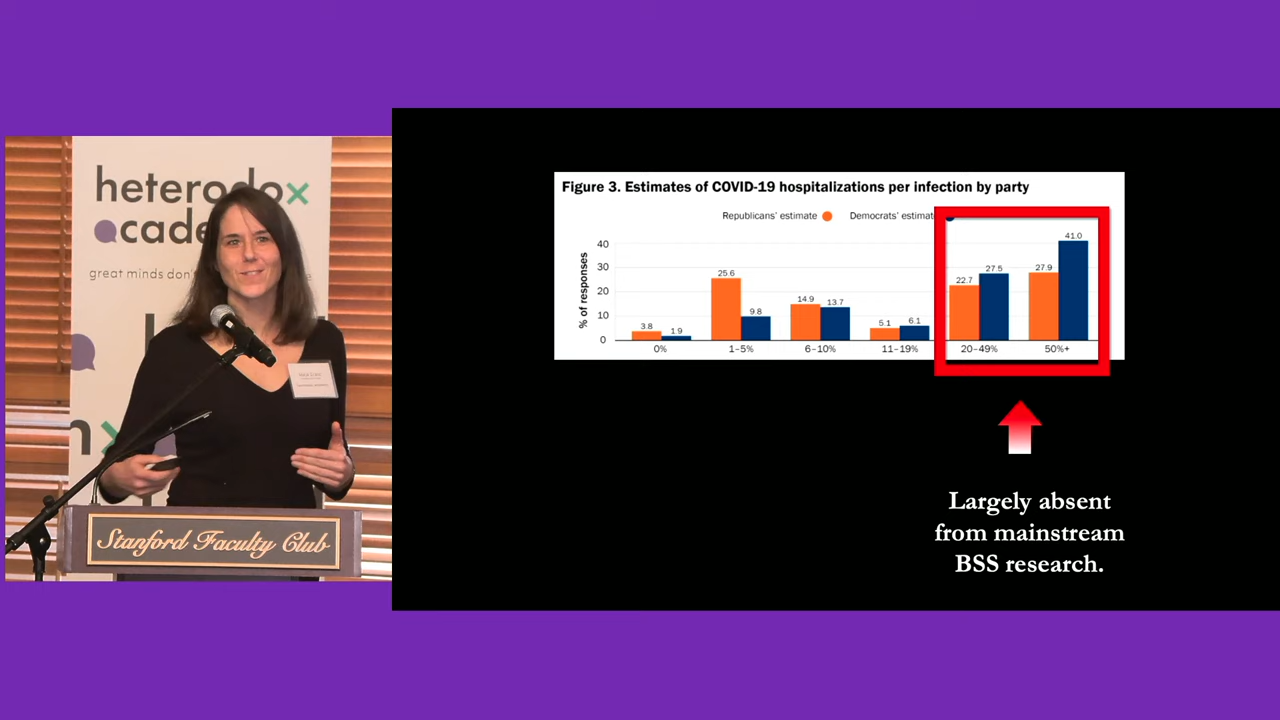 heterodox
academy
great minds don'
Stanford Faculty Club
Figure 3. Estimates of COVID-19 hospitalizations per infection by party
Republicans' estimate
Democrats' estimate
% of responses
40
30
20
10
0
3.8
1.9
25.6
9.8
14.9
13.7
5.1
6.1
22.7
27.5
27.9
41.0
0%
1–5%
6–10%
11–19%
20–49%
50%+
Largely absent
from mainstream
BSS research.